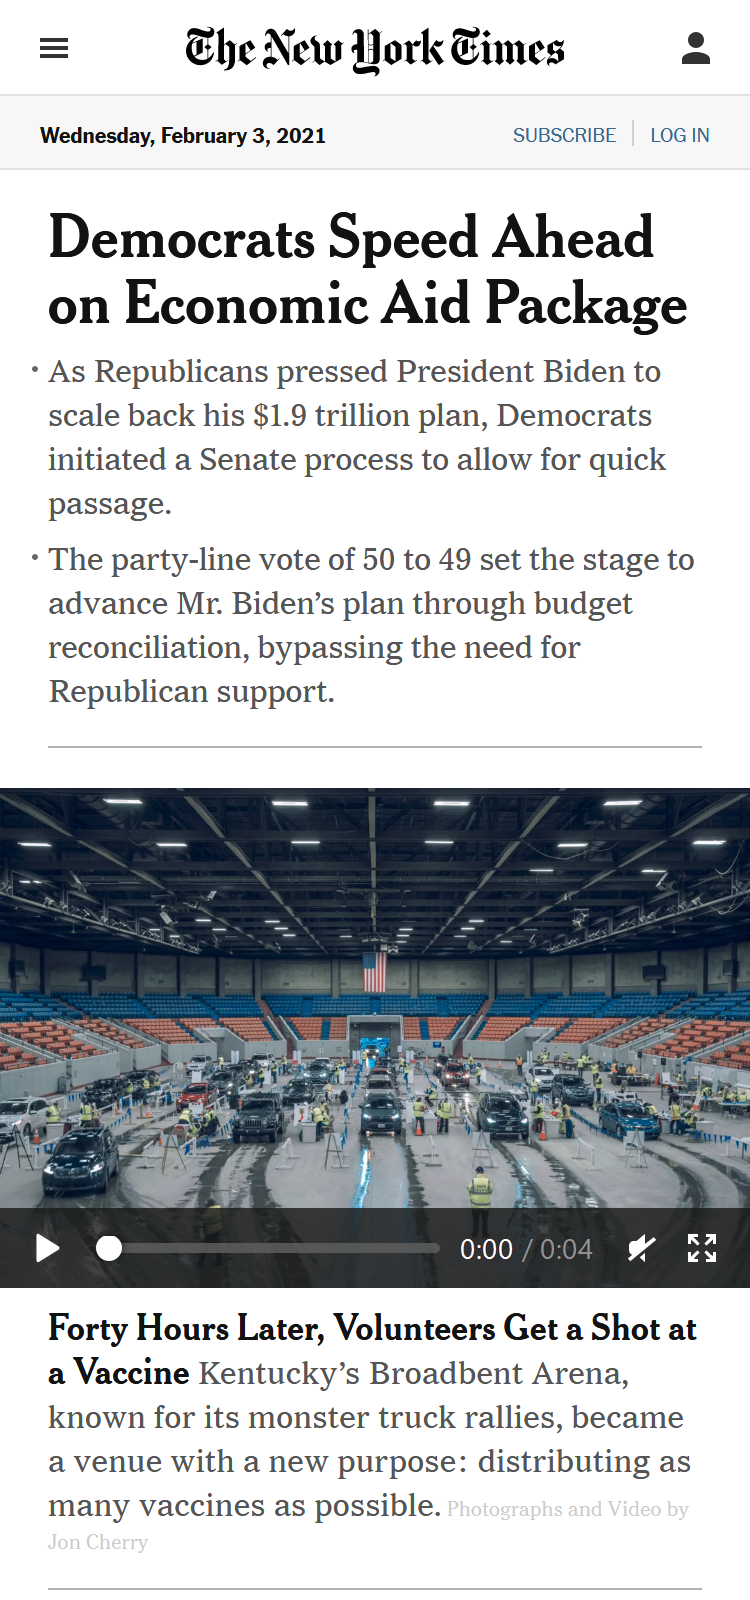 The New York Times
Wednesday, February 3, 2021
SUBSCRIBE
LOG IN
Democrats Speed Ahead
on Economic Aid Package
• As Republicans pressed President Biden to
scale back his $1.9 trillion plan, Democrats
initiated a Senate process to allow for quick
passage.
• The party-line vote of 50 to 49 set the stage to
advance Mr. Biden’s plan through budget
reconciliation, bypassing the need for
Republican support.
0:00 / 0:04
Forty Hours Later, Volunteers Get a Shot at
a Vaccine Kentucky’s Broadbent Arena,
known for its monster truck rallies, became
a venue with a new purpose: distributing as
many vaccines as possible. Photographs and Video by
Jon Cherry